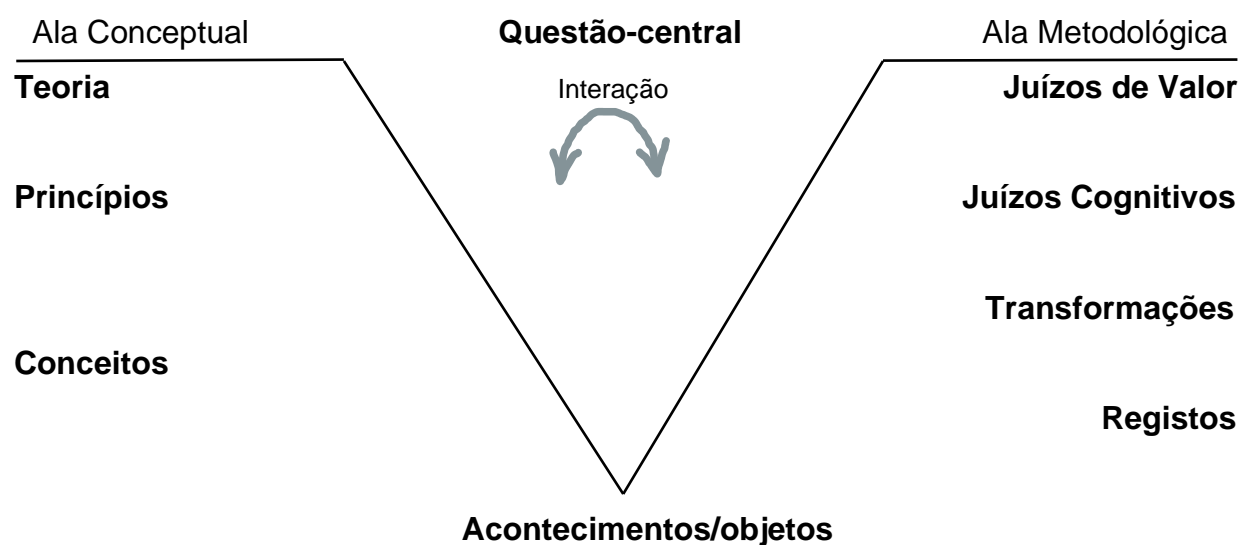 Ala Conceptual
Questão-central
Ala Metodológica
Teoria
Interação
Juízos de Valor
Princípios
Juízos Cognitivos
Transformações
Conceitos
Registos
Acontecimentos/objetos